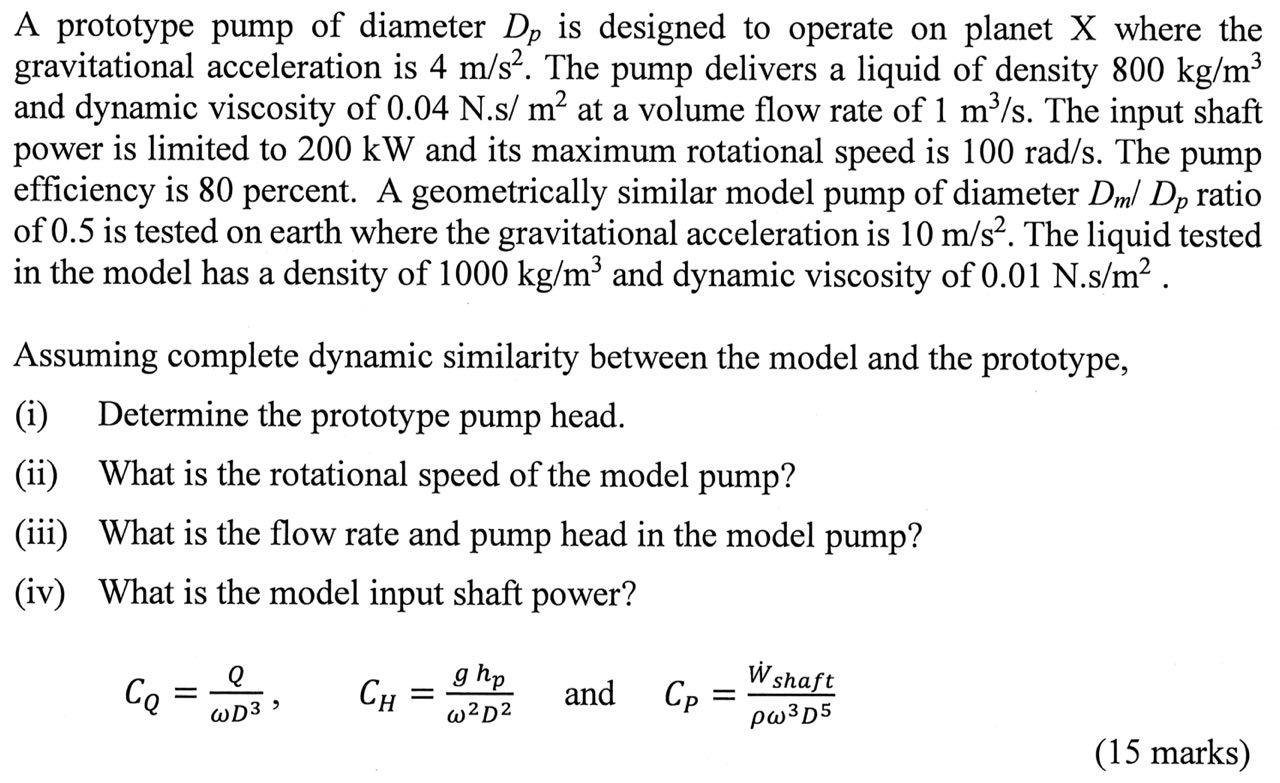 A prototype pump of diameter Dₚ is designed to operate on planet X where the
gravitational acceleration is 4 m/s². The pump delivers a liquid of density 800 kg/m³
and dynamic viscosity of 0.04 N.s/ m² at a volume flow rate of 1 m³/s. The input shaft
power is limited to 200 kW and its maximum rotational speed is 100 rad/s. The pump
efficiency is 80 percent. A geometrically similar model pump of diameter Dₘ/ Dₚ ratio
of 0.5 is tested on earth where the gravitational acceleration is 10 m/s². The liquid tested
in the model has a density of 1000 kg/m³ and dynamic viscosity of 0.01 N.s/m² .
Assuming complete dynamic similarity between the model and the prototype,
(i) Determine the prototype pump head.
(ii) What is the rotational speed of the model pump?
(iii) What is the flow rate and pump head in the model pump?
(iv) What is the model input shaft power?
C_Q = Q / ωD³ , C_H = g hₚ / ω²D² and C_P = Ẇ_shaft / ρω³D⁵
(15 marks)